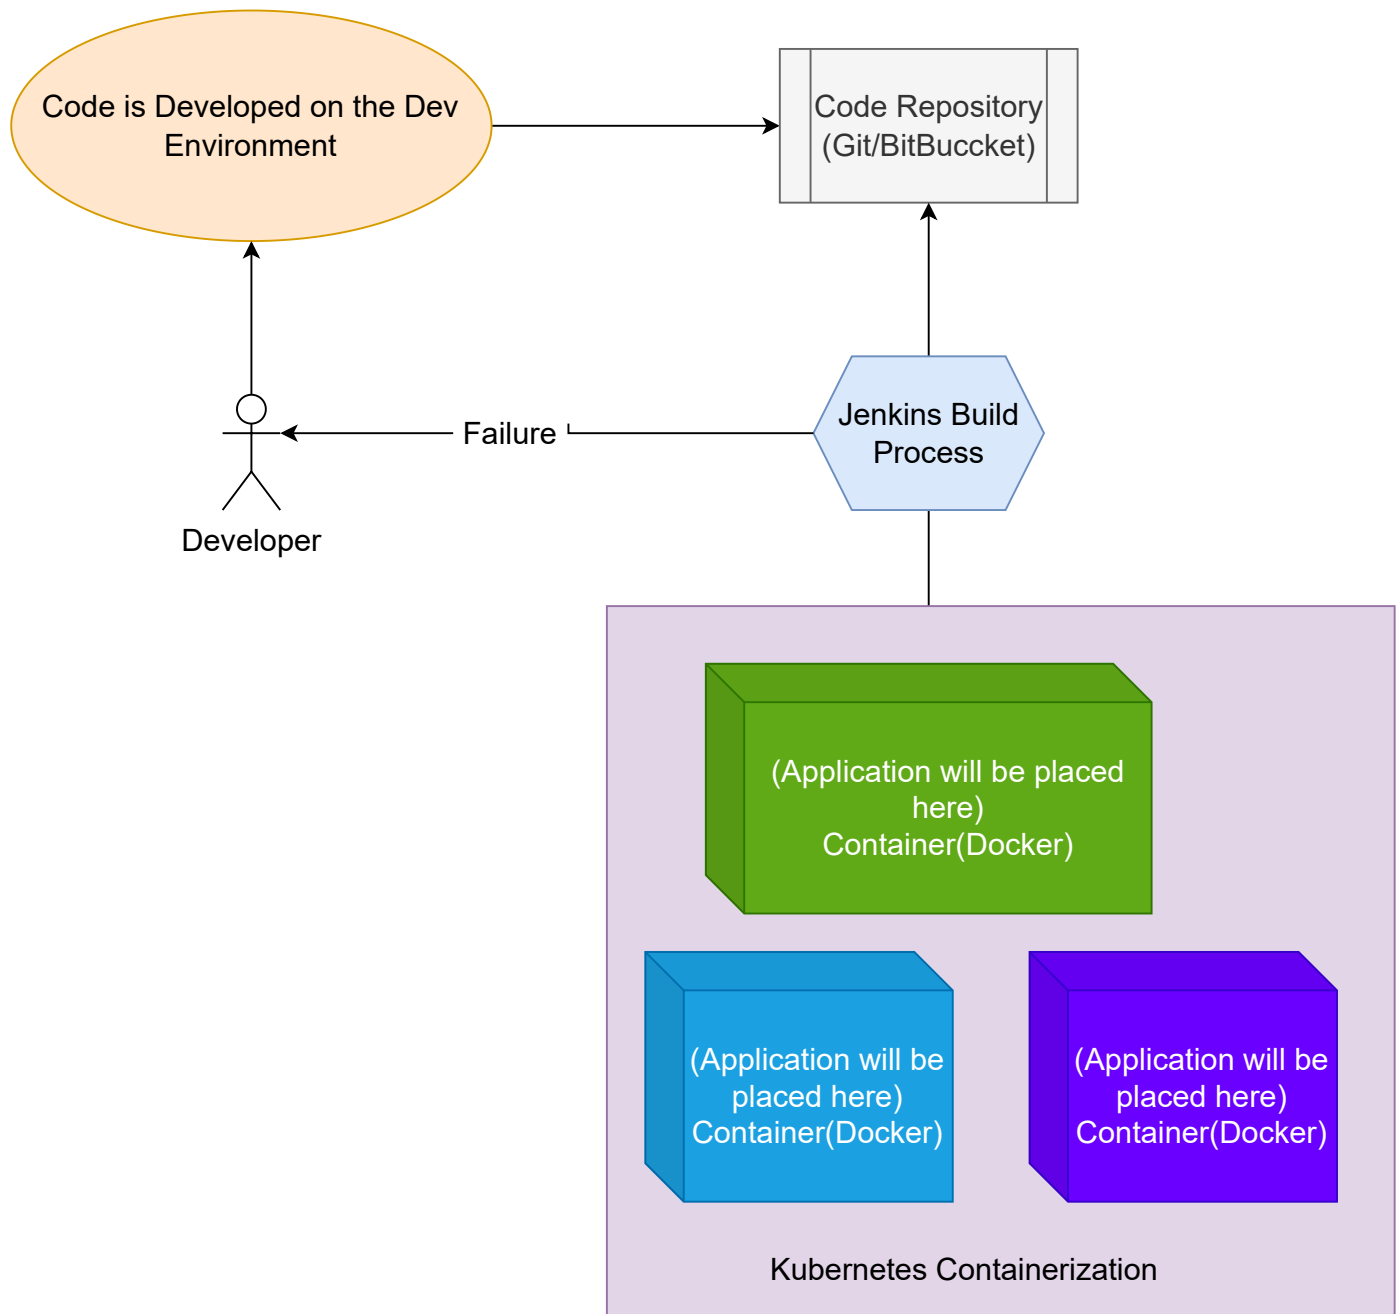 Code is Developed on the Dev
Environment
Code Repository
(Git/BitBuccket)
Jenkins Build
Process
Failure
Developer
(Application will be placed
here)
Container(Docker)
(Application will be
placed here)
Container(Docker)
(Application will be
placed here)
Container(Docker)
Kubernetes Containerization